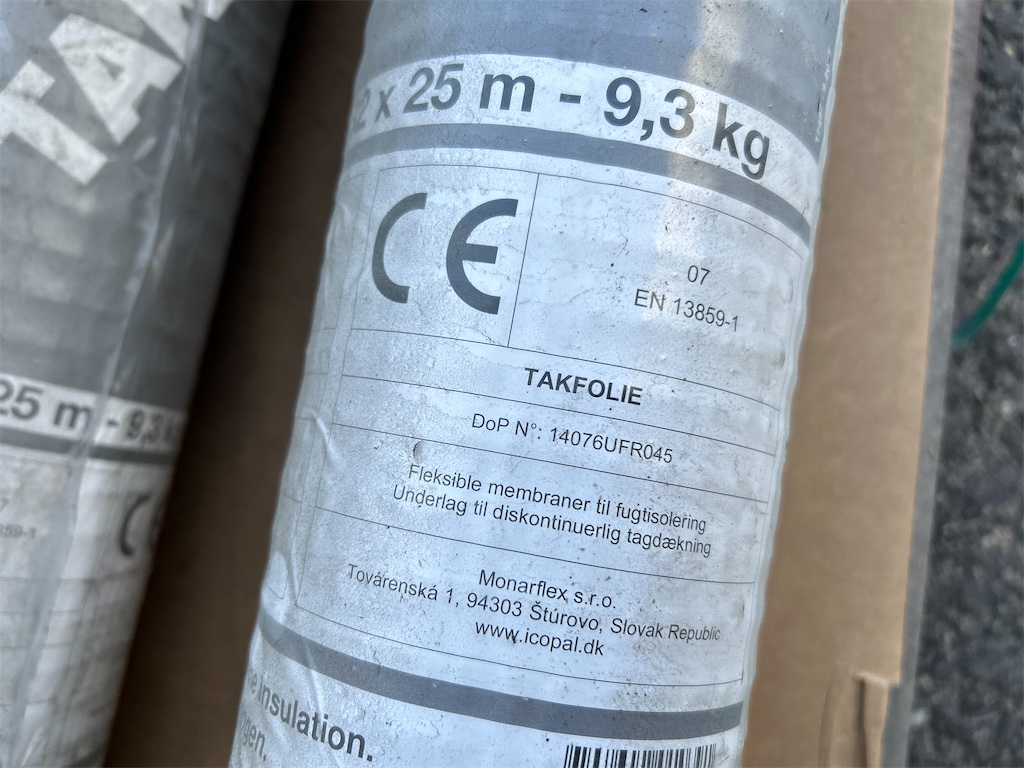 2 x 25 m - 9,3 kg
CE
07
EN 13859-1
TAKFOLIE
DoP N°: 14076UFR045
Fleksible membraner til fugtisolering
Underlag til diskontinuerlig tagdækning
Monarflex s.r.o.
Továrenská 1, 94303 Štúrovo, Slovak Republic
www.icopal.dk
insulation.
TAK
25 m - 9,3
C